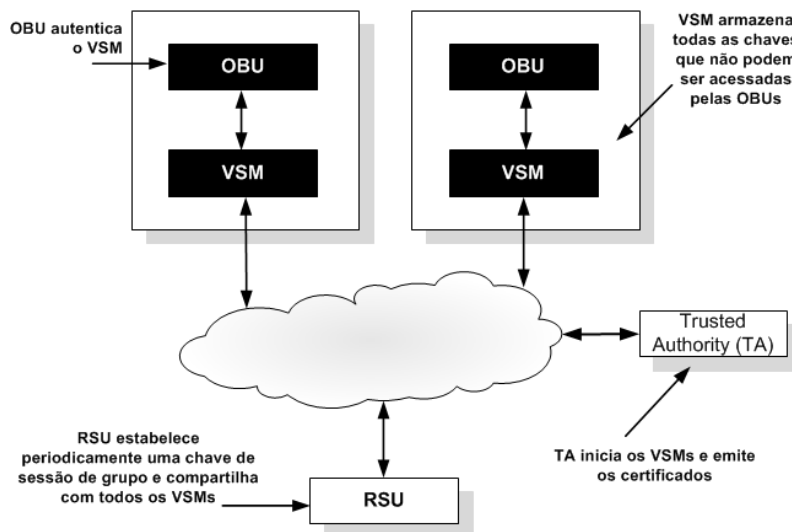 OBU autentica
o VSM
OBU
VSM
OBU
VSM
VSM armazena
todas as chaves
que não podem
ser acessadas
pelas OBUs
Trusted
Authority (TA)
TA inicia os VSMs e emite
os certificados
RSU estabelece
periodicamente uma chave de
sessão de grupo e compartilha
com todos os VSMs
RSU